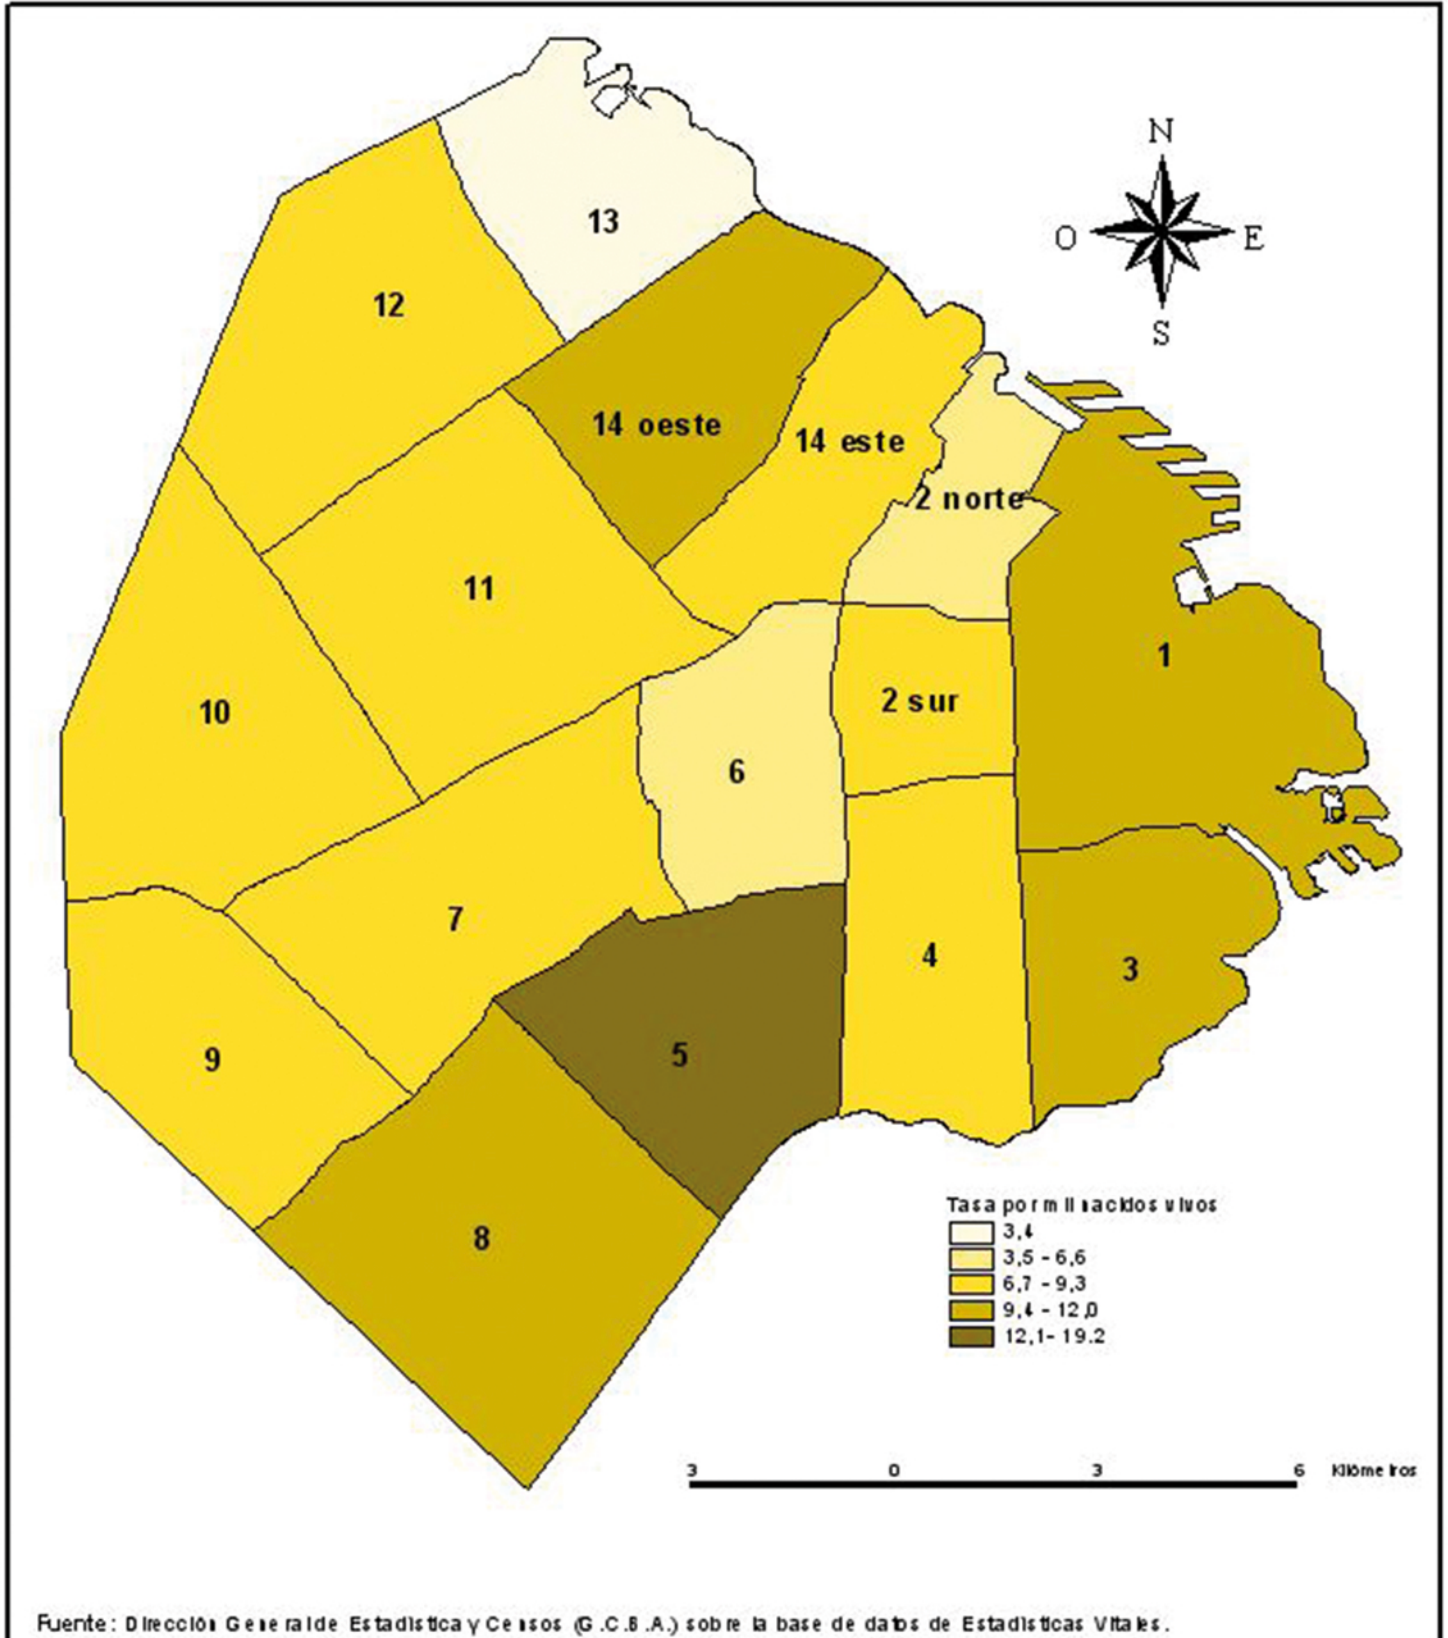 N
O E
S
13
12
14 oeste
14 este
2 norte
11
1
10
2 sur
6
7
4
3
9
5
8
Tasa por mil nacidos vivos
3,4
3,5 - 6,6
6,7 - 9,3
9,4 - 12,0
12,1- 19.2
3 0 3 6 Kilómetros
Fuente: Dirección General de Estadística y Censos (G.C.B.A.) sobre la base de datos de Estadísticas Vitales.